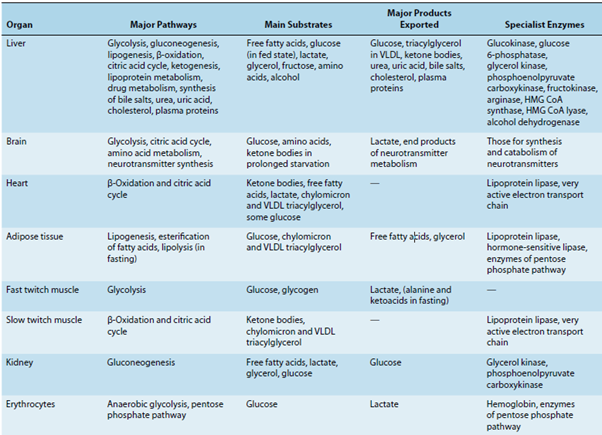 Organ Major Pathways Main Substrates Major Products Exported Specialist Enzymes
Liver
Glycolysis, gluconeogenesis,
lipogenesis, β-oxidation,
citric acid cycle, ketogenesis,
lipoprotein metabolism,
drug metabolism, synthesis
of bile salts, urea, uric acid,
cholesterol, plasma proteins
Free fatty acids, glucose
(in fed state), lactate,
glycerol, fructose, amino
acids, alcohol
Glucose, triacylglycerol
in VLDL, ketone bodies,
urea, uric acid, bile salts,
cholesterol, plasma
proteins
Glucokinase, glucose
6-phosphatase,
glycerol kinase,
phosphoenolpyruvate
carboxykinase, fructokinase,
arginase, HMG CoA
synthase, HMG CoA lyase,
alcohol dehydrogenase
Brain
Glycolysis, citric acid cycle,
amino acid metabolism,
neurotransmitter synthesis
Glucose, amino acids,
ketone bodies in
prolonged starvation
Lactate, end products
of neurotransmitter
metabolism
Those for synthesis
and catabolism of
neurotransmitters
Heart
β-Oxidation and citric acid
cycle
Ketone bodies, free fatty
acids, lactate, chylomicron
and VLDL triacylglycerol,
some glucose
—
Lipoprotein lipase, very
active electron transport
chain
Adipose tissue
Lipogenesis, esterification
of fatty acids, lipolysis (in
fasting)
Glucose, chylomicron
and VLDL triacylglycerol
Free fatty acids, glycerol
Lipoprotein lipase,
hormone-sensitive lipase,
enzymes of pentose
phosphate pathway
Fast twitch muscle
Glycolysis
Glucose, glycogen
Lactate, (alanine and
ketoacids in fasting)
—
Slow twitch muscle
β-Oxidation and citric acid
cycle
Ketone bodies,
chylomicron and VLDL
triacylglycerol
—
Lipoprotein lipase, very
active electron transport
chain
Kidney
Gluconeogenesis
Free fatty acids, lactate,
glycerol, glucose
Glucose
Glycerol kinase,
phosphoenolpyruvate
carboxykinase
Erythrocytes
Anaerobic glycolysis, pentose
phosphate pathway
Glucose
Lactate
Hemoglobin, enzymes
of pentose phosphate
pathway